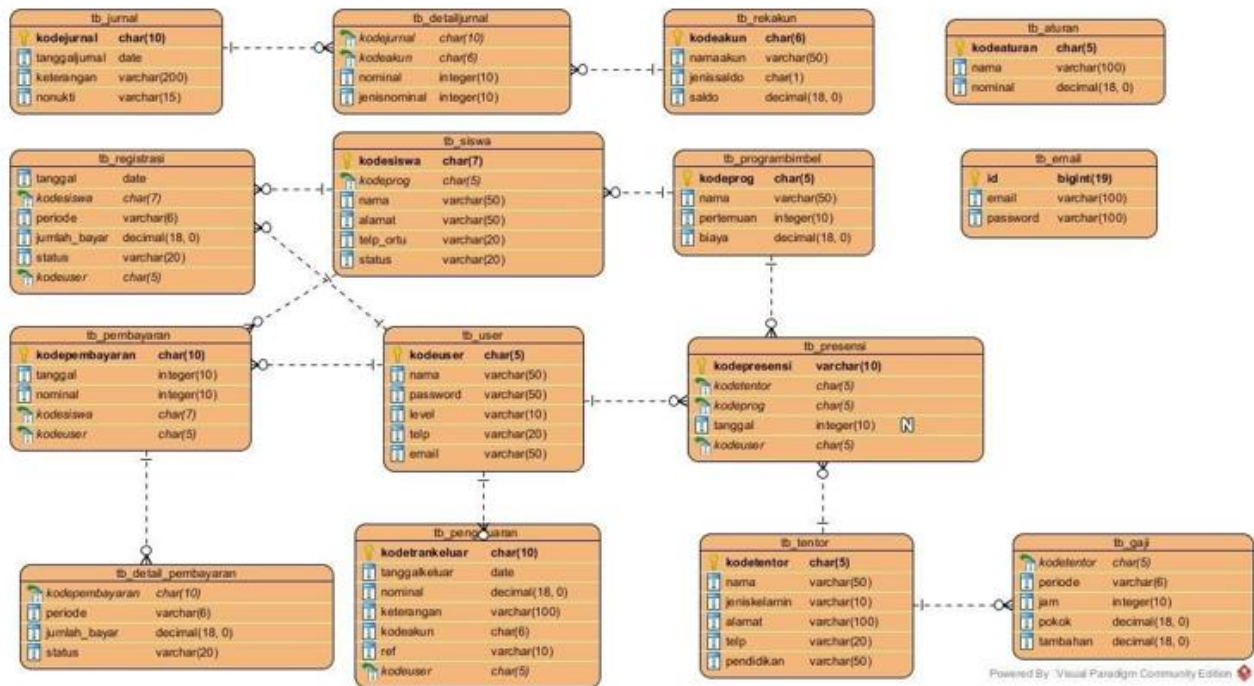 tb_jurnal
kodejurnal char(10)
tanggaljurnal date
keterangan varchar(200)
nonukti varchar(15)
tb_detailjurnal
kodejurnal char(10)
kodeakun char(6)
nominal integer(10)
jenisnominal integer(10)
tb_rekakun
kodeakun char(6)
namaakun varchar(50)
jenissaldo char(1)
saldo decimal(18, 0)
tb_aturan
kodeaturan char(5)
nama varchar(100)
nominal decimal(18, 0)
tb_registrasi
tanggal date
kodesiswa char(7)
periode varchar(6)
jumlah_bayar decimal(18, 0)
status varchar(20)
kodeuser char(5)
tb_siswa
kodesiswa char(7)
kodeprog char(5)
nama varchar(50)
alamat varchar(50)
telp_ortu varchar(20)
status varchar(20)
tb_programbimbel
kodeprog char(5)
nama varchar(50)
pertemuan integer(10)
biaya decimal(18, 0)
tb_email
id bigint(19)
email varchar(100)
password varchar(100)
tb_pembayaran
kodepembayaran char(10)
tanggal integer(10)
nominal integer(10)
kodesiswa char(7)
kodeuser char(5)
tb_user
kodeuser char(5)
nama varchar(50)
password varchar(50)
level varchar(10)
telp varchar(20)
email varchar(50)
tb_presensi
kodepresensi varchar(10)
kodetentor char(5)
kodeprog char(5)
tanggal integer(10) N
kodeuser char(5)
tb_detail_pembayaran
kodepembayaran char(10)
periode varchar(6)
jumlah_bayar decimal(18, 0)
status varchar(20)
kodetrankeluar char(10)
tanggalkeluar date
nominal decimal(18, 0)
keterangan varchar(100)
kodeakun char(6)
ref varchar(10)
kodeuser char(5)
tb_tentor
kodetentor char(5)
nama varchar(50)
jeniskelamin varchar(10)
alamat varchar(100)
telp varchar(20)
pendidikan varchar(50)
tb_gaji
kodetentor char(5)
periode varchar(6)
jam integer(10)
pokok decimal(18, 0)
tambahan decimal(18, 0)
Powered By Visual Paradigm Community Edition